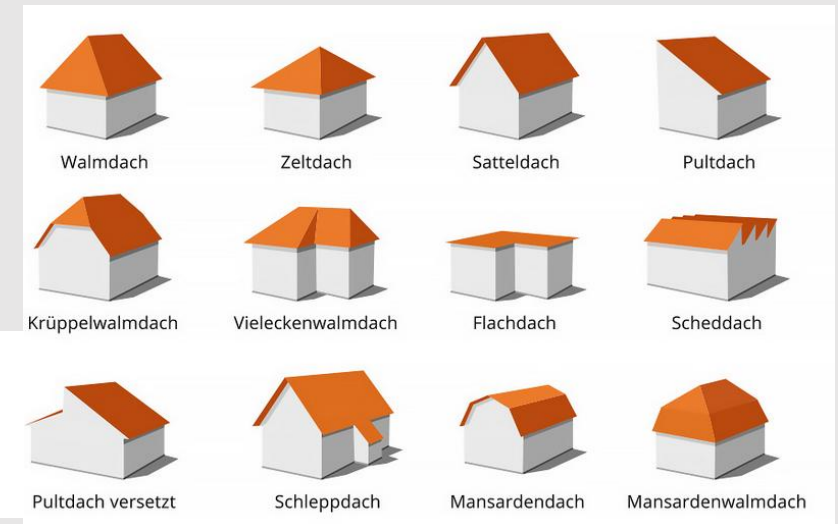 Walmdach
Zeltdach
Satteldach
Pultdach
Krüppelwalmdach
Vieleckenwalmdach
Flachdach
Scheddach
Pultdach versetzt
Schleppdach
Mansardendach
Mansardenwalmdach